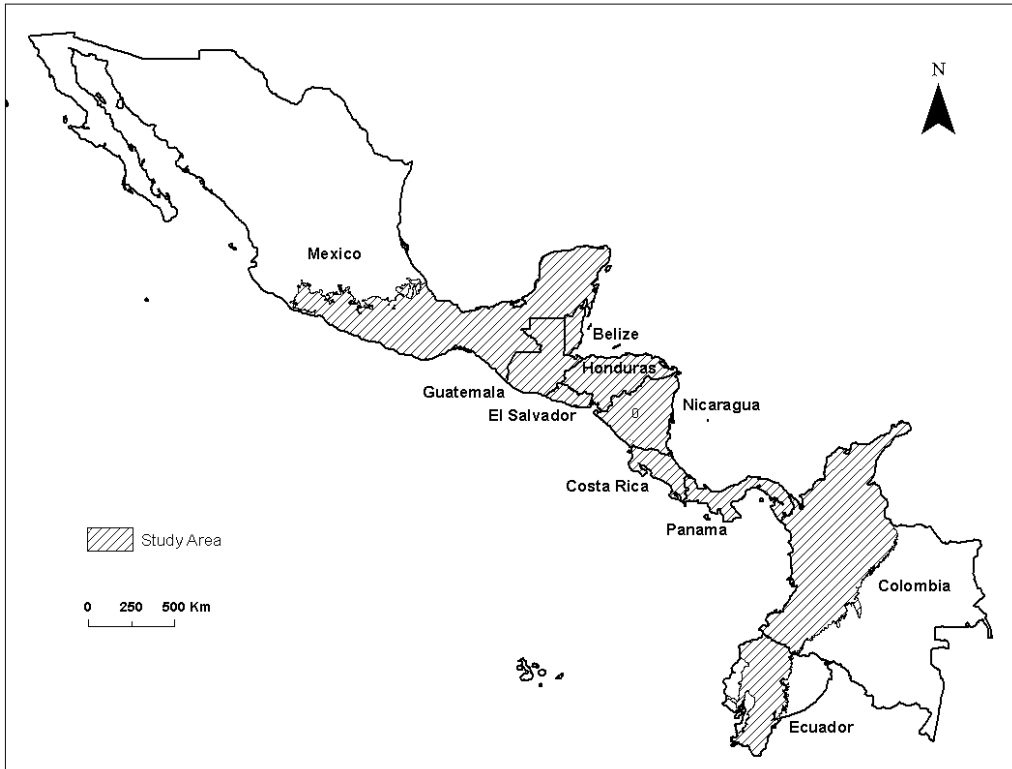 N
Mexico
Belize
Honduras
Guatemala
El Salvador
Nicaragua
Costa Rica
Panama
Study Area
Colombia
0 250 500 Km
Ecuador